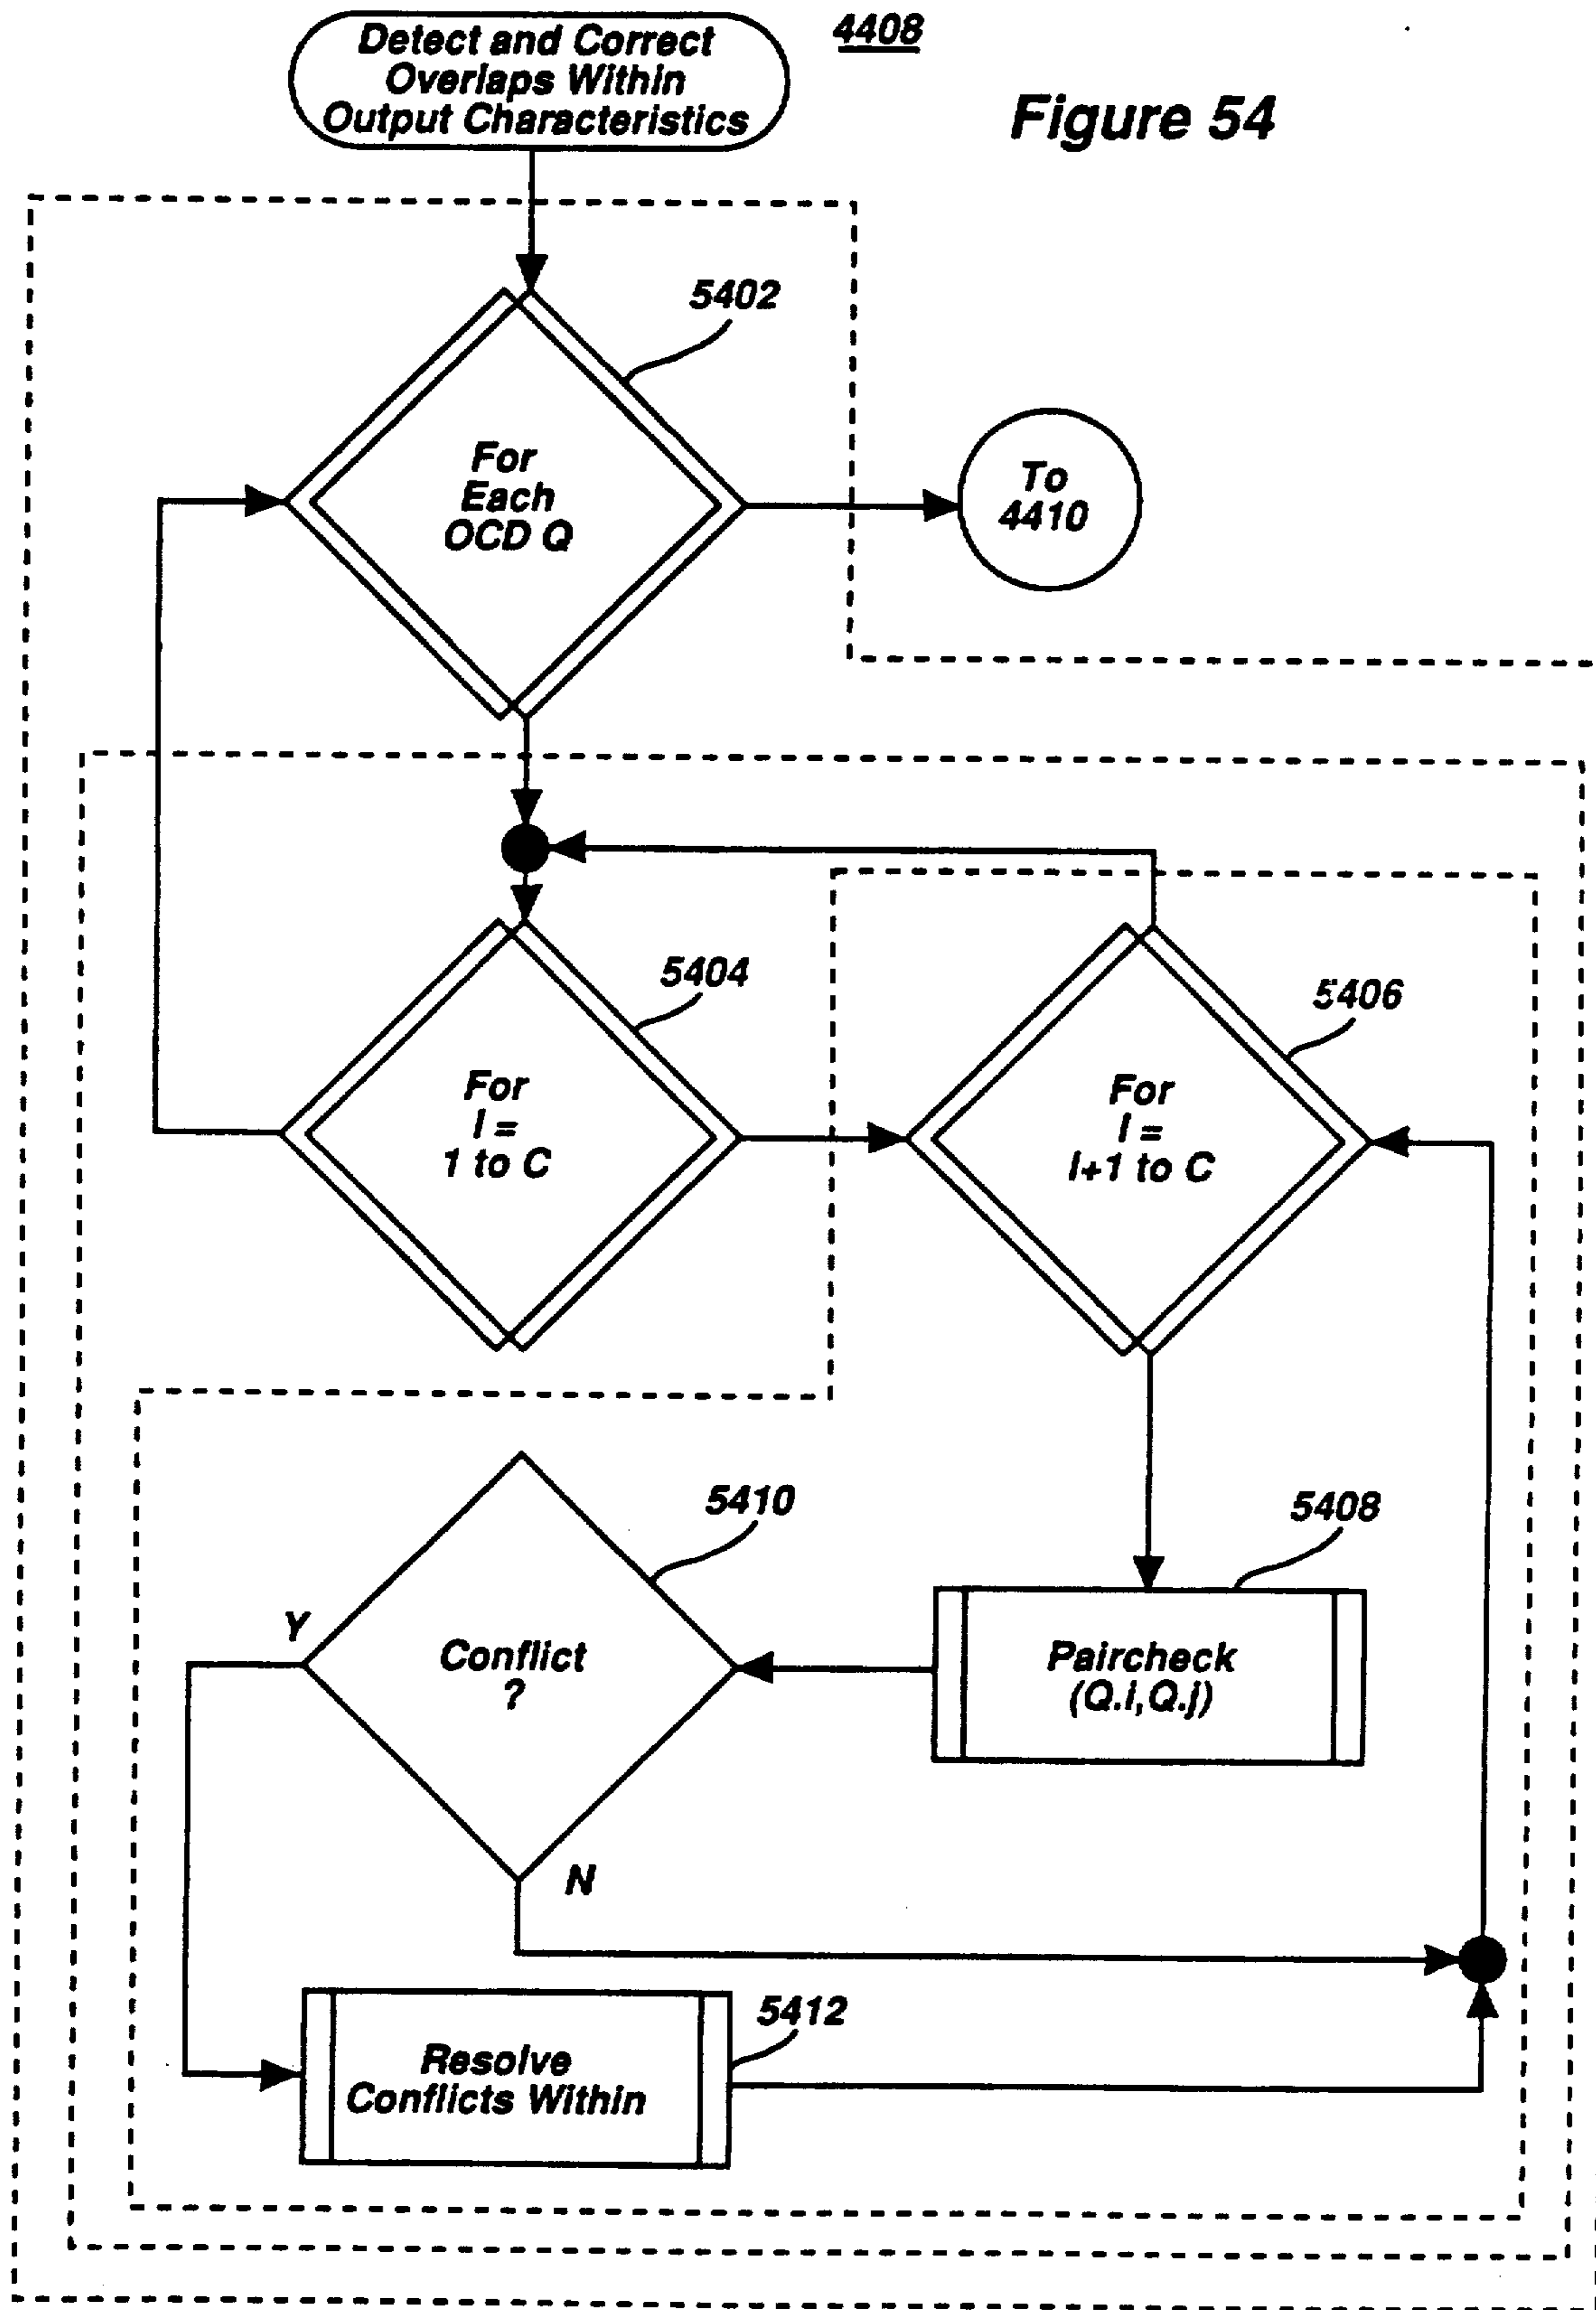 Detect and Correct
Overlaps Within
Output Characteristics
4408
Figure 54
5402
For
Each
OCD Q
To
4410
5404
For
I =
1 to C
5406
For
I =
I+1 to C
5410
Conflict
?
Y
N
5408
Paircheck
(Q.i,Q.j)
5412
Resolve
Conflicts Within